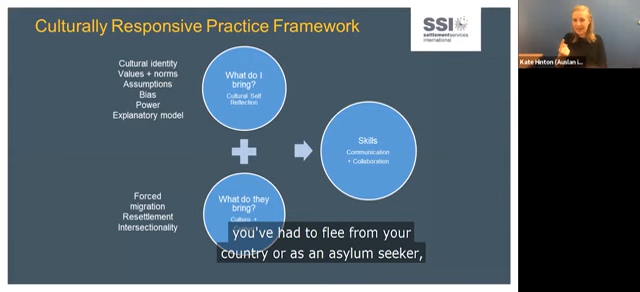 Culturally Responsive Practice Framework
SSI
settlement services
international
Cultural identity
Values + norms
Assumptions
Bias
Power
Explanatory model
What do I
bring?
Cultural Self
Reflection
Skills
Communication
+ Collaboration
Forced
migration
Resettlement
Intersectionality
What do they
bring?
you've had to flee from your
country or as an asylum seeker,
Kate Hinton (Auslan i...